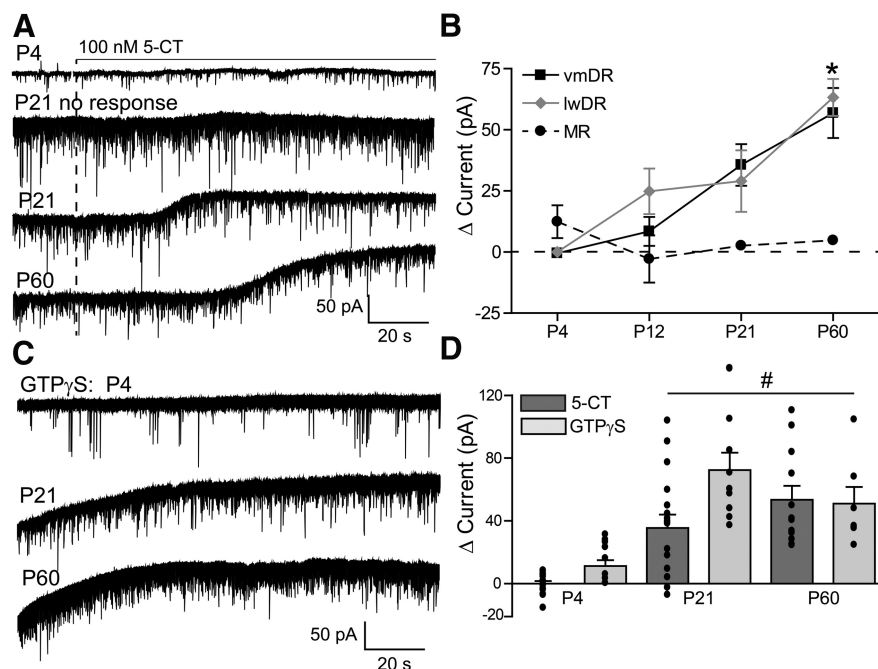 A
P4
100 nM 5-CT
P21 no response
P21
P60
50 pA
20 s
B
Δ Current (pA)
75
50
25
0
-25
vmDR
lwDR
MR
*
P4
P12
P21
P60
C
GTPγS: P4
P21
P60
50 pA
20 s
D
Δ Current (pA)
120
80
40
0
-20
5-CT
GTPγS
#
P4
P21
P60